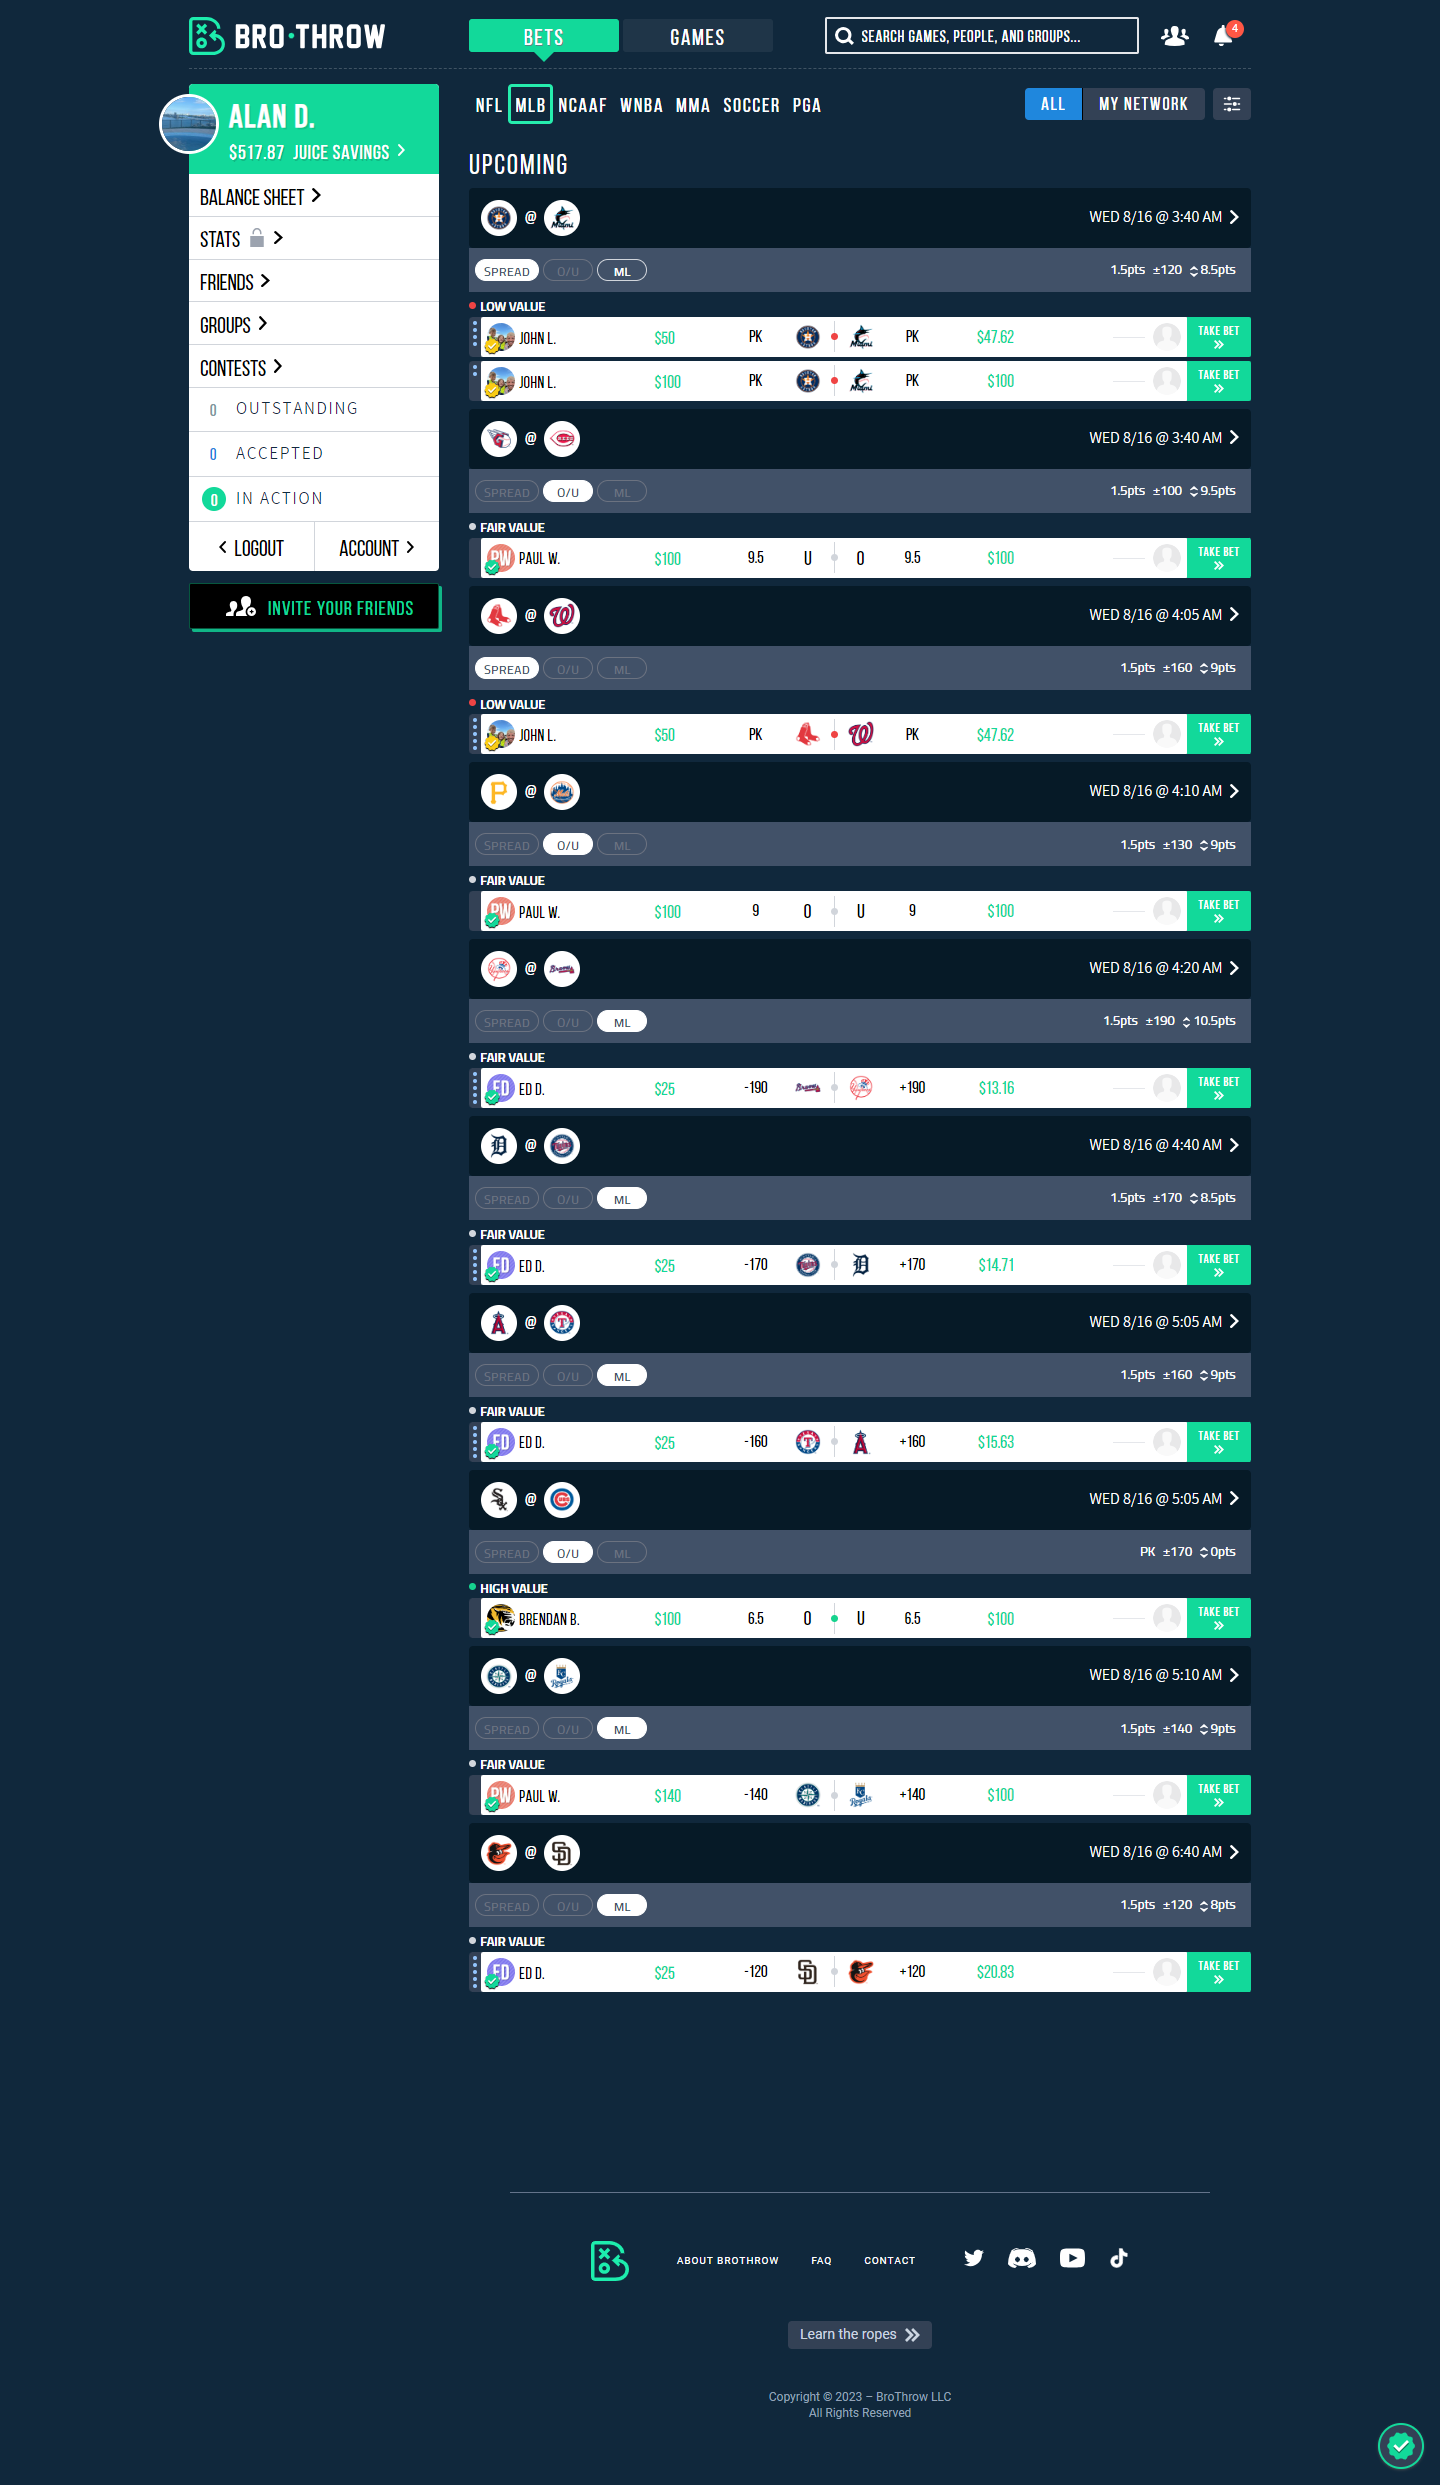 BRO·THROW
BETS
GAMES
SEARCH GAMES, PEOPLE, AND GROUPS...
4
ALAN D.
$517.87 JUICE SAVINGS
BALANCE SHEET
STATS
FRIENDS
GROUPS
CONTESTS
0 OUTSTANDING
0 ACCEPTED
0 IN ACTION
LOGOUT
ACCOUNT
INVITE YOUR FRIENDS
NFL MLB NCAAF WNBA MMA SOCCER PGA
ALL MY NETWORK
UPCOMING
@ Miami WED 8/16 @ 3:40 AM
SPREAD O/U ML 1.5pts ±120 8.5pts
LOW VALUE
JOHN L. $50 PK Miami PK $47.62 TAKE BET
JOHN L. $100 PK Miami PK $100 TAKE BET
@ WED 8/16 @ 3:40 AM
SPREAD O/U ML 1.5pts ±100 9.5pts
FAIR VALUE
PW PAUL W. $100 9.5 U O 9.5 $100 TAKE BET
@ W WED 8/16 @ 4:05 AM
SPREAD O/U ML 1.5pts ±160 9pts
LOW VALUE
JOHN L. $50 PK W PK $47.62 TAKE BET
P @ WED 8/16 @ 4:10 AM
SPREAD O/U ML 1.5pts ±130 9pts
FAIR VALUE
PW PAUL W. $100 9 O U 9 $100 TAKE BET
@ Braves WED 8/16 @ 4:20 AM
SPREAD O/U ML 1.5pts ±190 10.5pts
FAIR VALUE
ED ED D. $25 -190 Braves +190 $13.16 TAKE BET
D @ WED 8/16 @ 4:40 AM
SPREAD O/U ML 1.5pts ±170 8.5pts
FAIR VALUE
ED ED D. $25 -170 D +170 $14.71 TAKE BET
A @ T WED 8/16 @ 5:05 AM
SPREAD O/U ML 1.5pts ±160 9pts
FAIR VALUE
ED ED D. $25 -160 T A +160 $15.63 TAKE BET
Sox @ WED 8/16 @ 5:05 AM
SPREAD O/U ML PK ±170 0pts
HIGH VALUE
BRENDAN B. $100 6.5 O U 6.5 $100 TAKE BET
@ KC Royals WED 8/16 @ 5:10 AM
SPREAD O/U ML 1.5pts ±140 9pts
FAIR VALUE
PW PAUL W. $140 -140 KC Royals +140 $100 TAKE BET
@ SD WED 8/16 @ 6:40 AM
SPREAD O/U ML 1.5pts ±120 8pts
FAIR VALUE
ED ED D. $25 -120 SD +120 $20.83 TAKE BET
ABOUT BROTHROW FAQ CONTACT
Learn the ropes
Copyright © 2023 – BroThrow LLC
All Rights Reserved